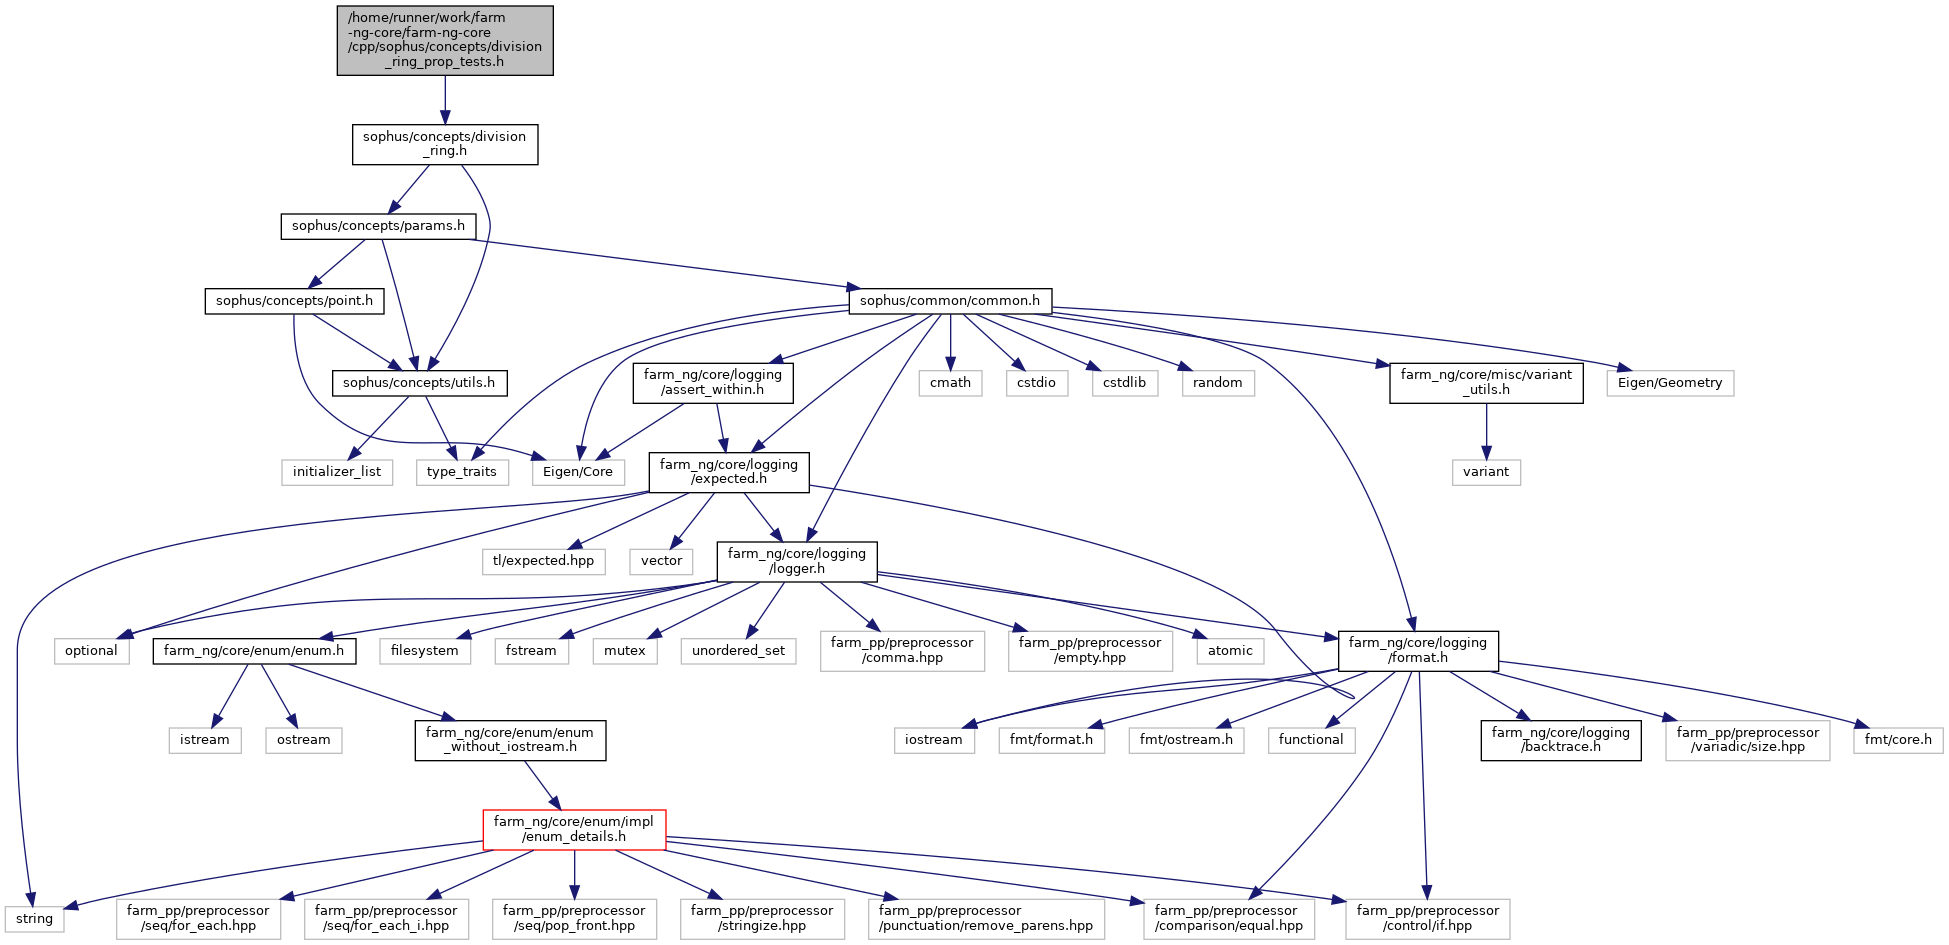 /home/runner/work/farm
-ng-core/farm-ng-core
/cpp/sophus/concepts/division
_ring_prop_tests.h
sophus/concepts/division
_ring.h
sophus/concepts/params.h
sophus/concepts/point.h
sophus/common/common.h
sophus/concepts/utils.h
farm_ng/core/logging
/assert_within.h
cmath
cstdio
cstdlib
random
farm_ng/core/misc/variant
_utils.h
Eigen/Geometry
initializer_list
type_traits
Eigen/Core
farm_ng/core/logging
/expected.h
variant
tl/expected.hpp
vector
farm_ng/core/logging
/logger.h
optional
farm_ng/core/enum/enum.h
filesystem
fstream
mutex
unordered_set
farm_pp/preprocessor
/comma.hpp
farm_pp/preprocessor
/empty.hpp
atomic
farm_ng/core/logging
/format.h
istream
ostream
farm_ng/core/enum/enum
_without_iostream.h
iostream
fmt/format.h
fmt/ostream.h
functional
farm_ng/core/logging
/backtrace.h
farm_pp/preprocessor
/variadic/size.hpp
fmt/core.h
farm_ng/core/enum/impl
/enum_details.h
string
farm_pp/preprocessor
/seq/for_each.hpp
farm_pp/preprocessor
/seq/for_each_i.hpp
farm_pp/preprocessor
/seq/pop_front.hpp
farm_pp/preprocessor
/stringize.hpp
farm_pp/preprocessor
/punctuation/remove_parens.hpp
farm_pp/preprocessor
/comparison/equal.hpp
farm_pp/preprocessor
/control/if.hpp